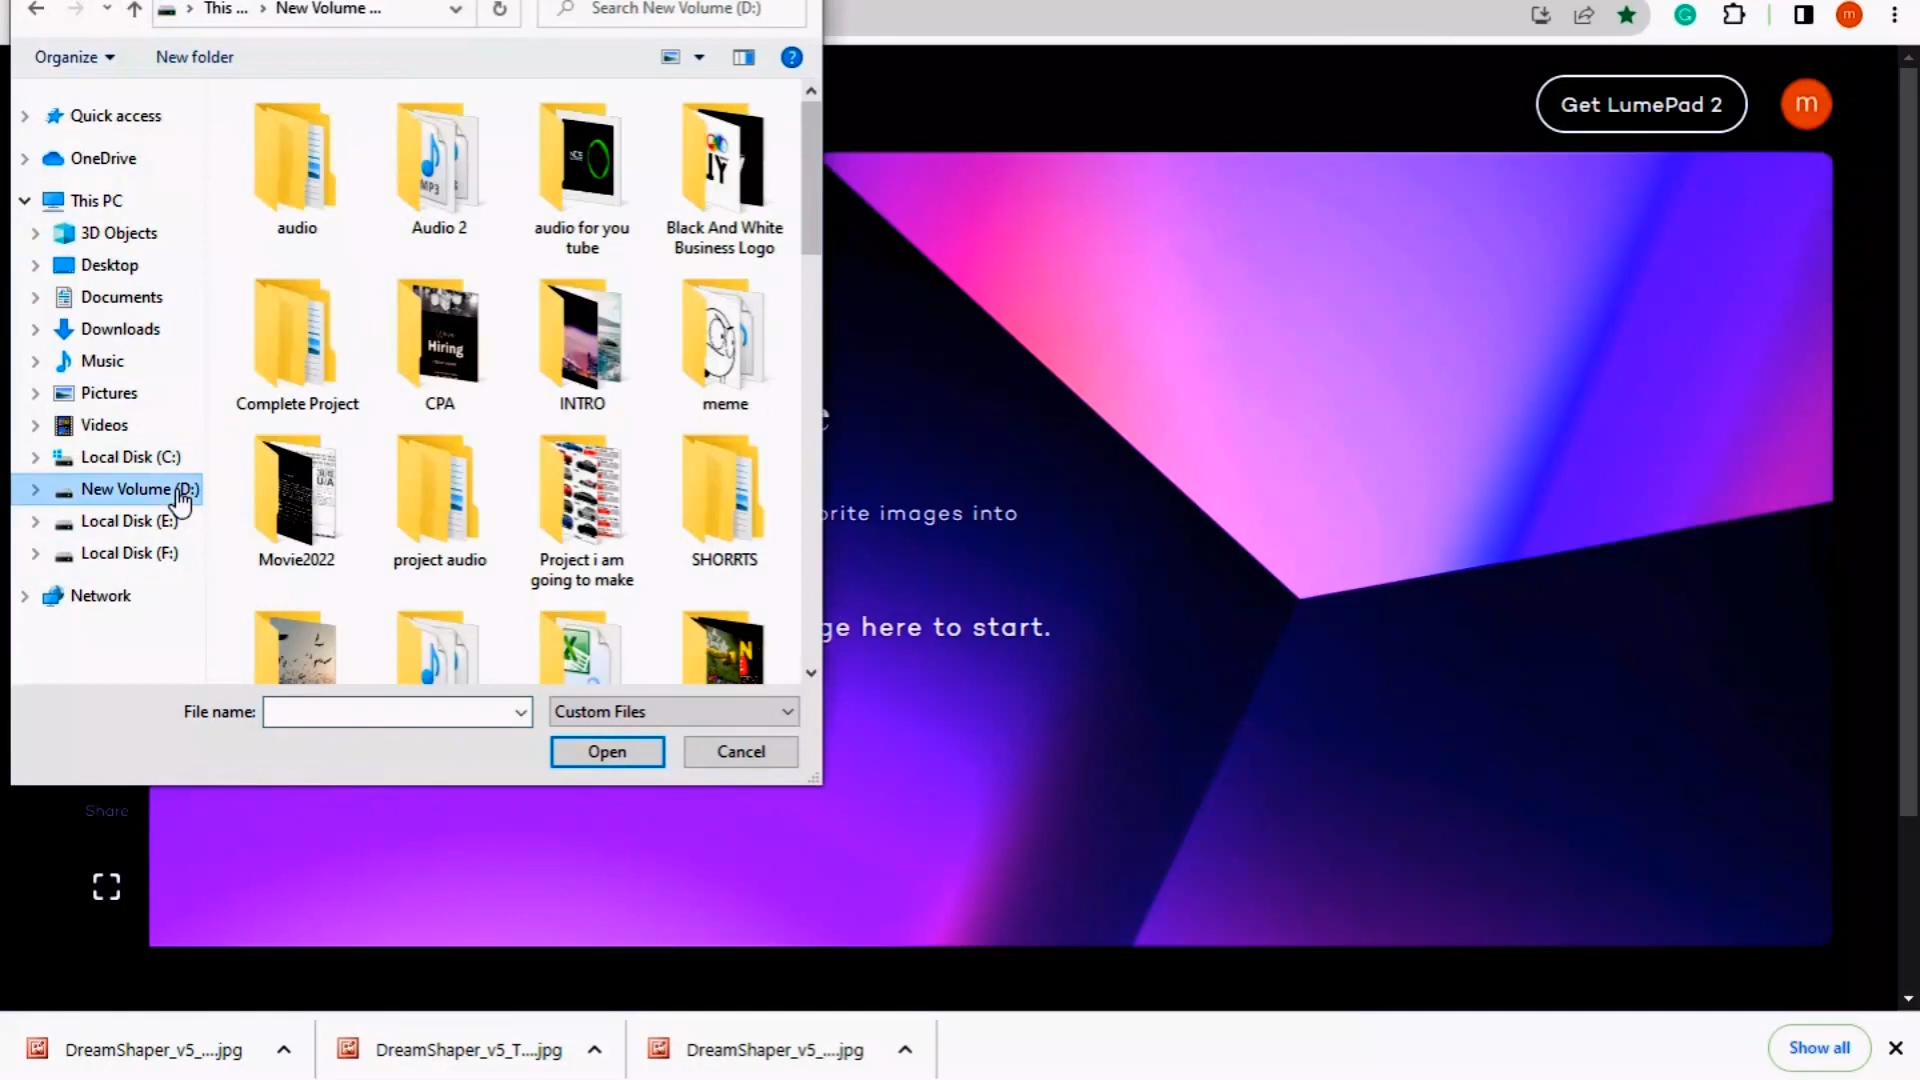 This ... New Volume ... Search New Volume (D:)
Organize New folder
Get LumePad 2
m
m
Quick access
OneDrive
This PC
3D Objects
Desktop
Documents
Downloads
Music
Pictures
Videos
Local Disk (C:)
New Volume (D:)
Local Disk (E:)
Local Disk (F:)
Network
audio
Audio 2
audio for you
tube
Black And White
Business Logo
MP3
Complete Project
CPA
INTRO
meme
Hiring
Movie2022
project audio
Project i am
going to make
SHORRTS
rite images into
ge here to start.
File name:
Custom Files
Open
Cancel
Share
DreamShaper_v5_....jpg
DreamShaper_v5_T....jpg
DreamShaper_v5_....jpg
Show all